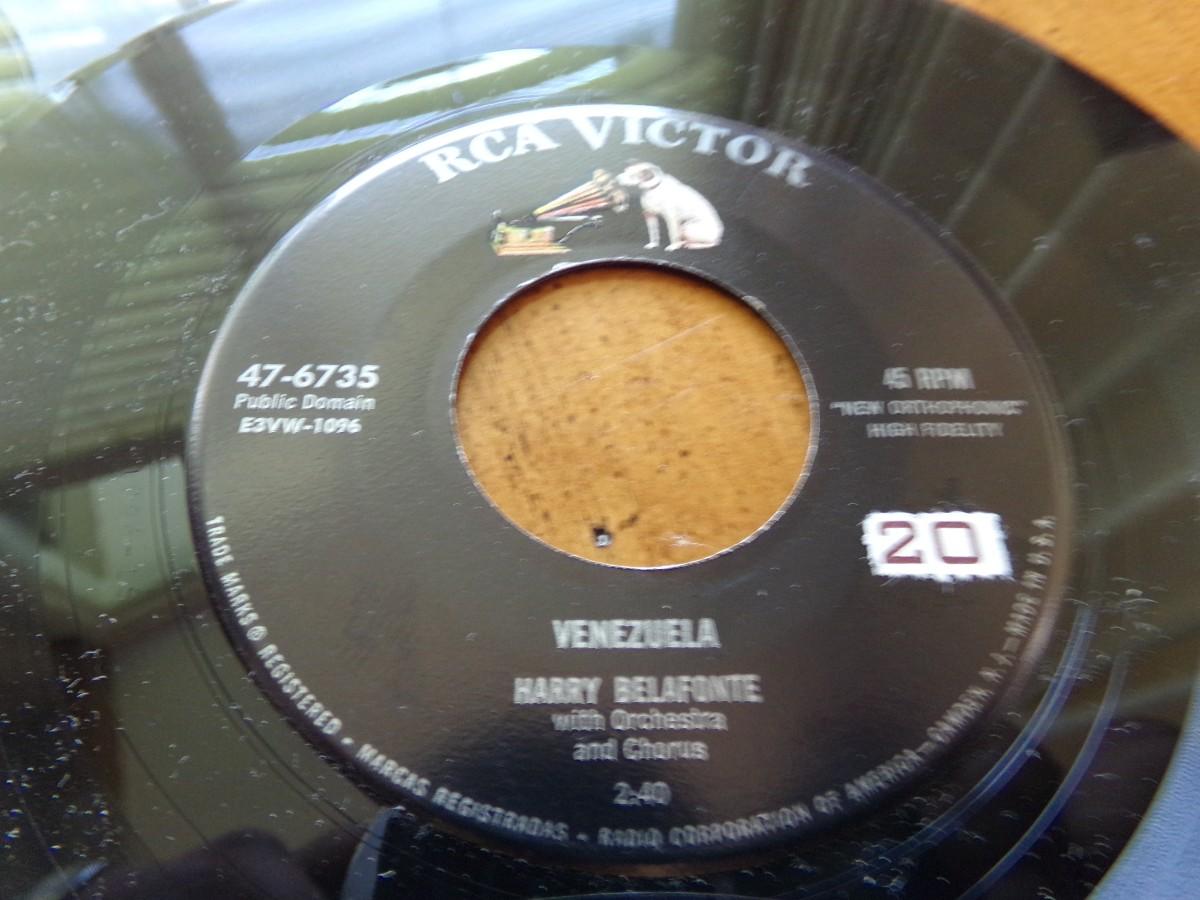 RCA VICTOR
47-6735
Public Domain
E3VW-1096
45 RPM
"NEW ORTHOPHONIC"
HIGH FIDELITY
20
VENEZUELA
HARRY BELAFONTE
with Orchestra
and Chorus
2:40
TRADE MARKS ® REGISTERED • MARCAS REGISTRADAS • RADIO CORPORATION OF AMERICA—CAMDEN, N.J.—MADE IN U.S.A.